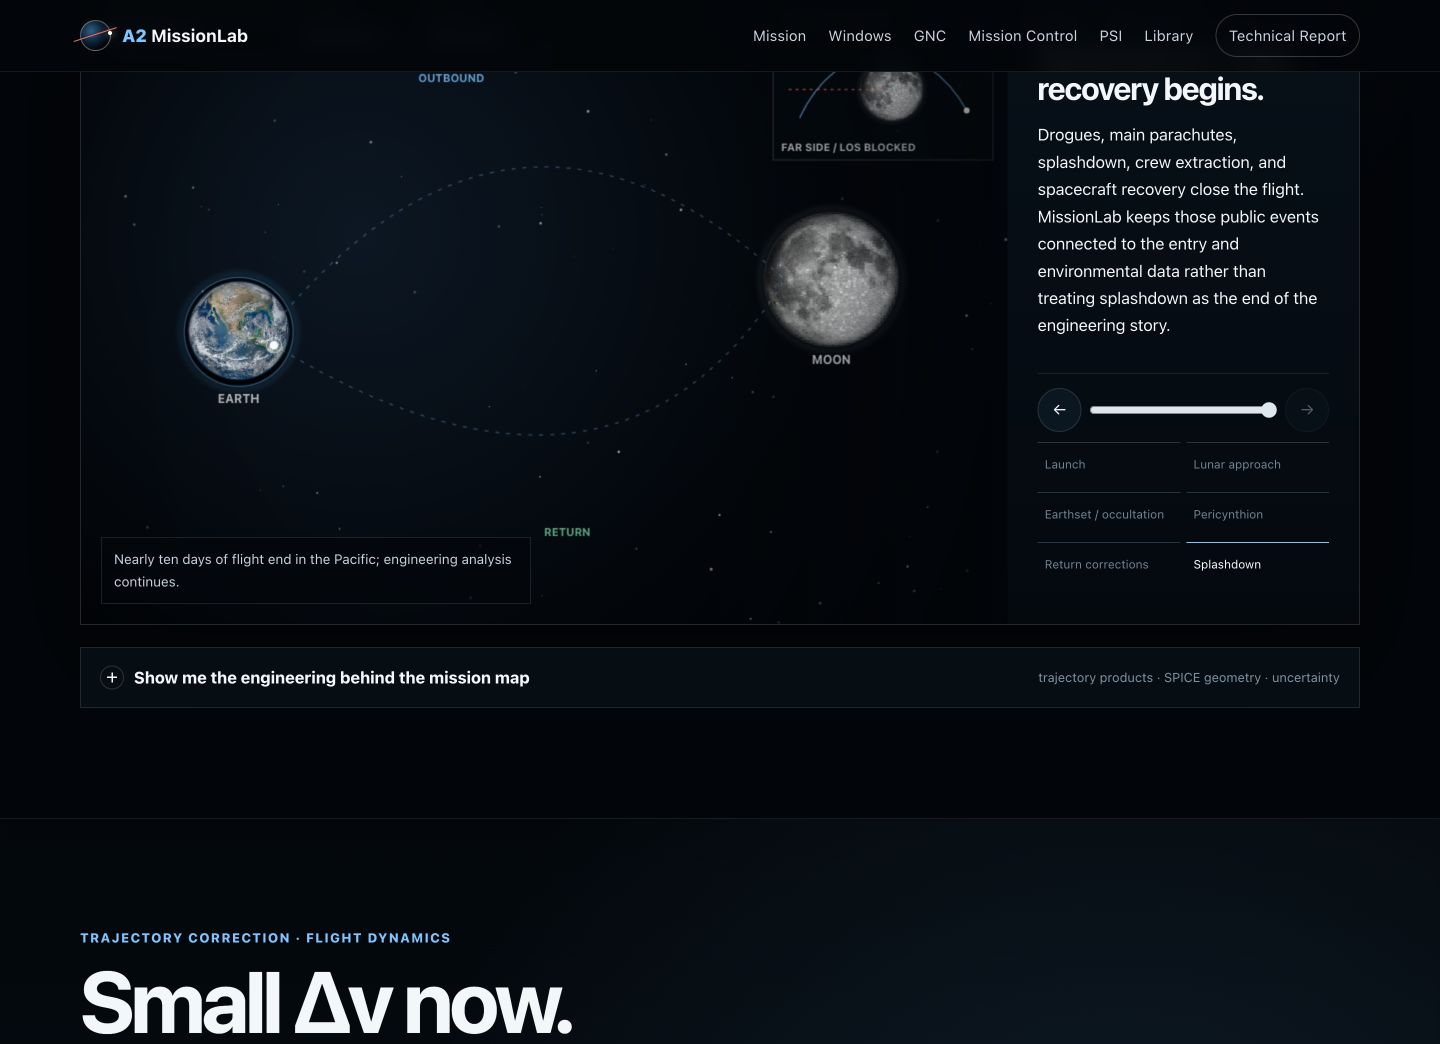 A2 MissionLab
Mission
Windows
GNC
Mission Control
PSI
Library
Technical Report
OUTBOUND
FAR SIDE / LOS BLOCKED
EARTH
MOON
RETURN
Nearly ten days of flight end in the Pacific; engineering analysis
continues.
recovery begins.
Drogues, main parachutes,
splashdown, crew extraction, and
spacecraft recovery close the flight.
MissionLab keeps those public events
connected to the entry and
environmental data rather than
treating splashdown as the end of the
engineering story.
←
→
Launch
Lunar approach
Earthset / occultation
Pericynthion
Return corrections
Splashdown
+ Show me the engineering behind the mission map
trajectory products · SPICE geometry · uncertainty
TRAJECTORY CORRECTION · FLIGHT DYNAMICS
Small Δv now.